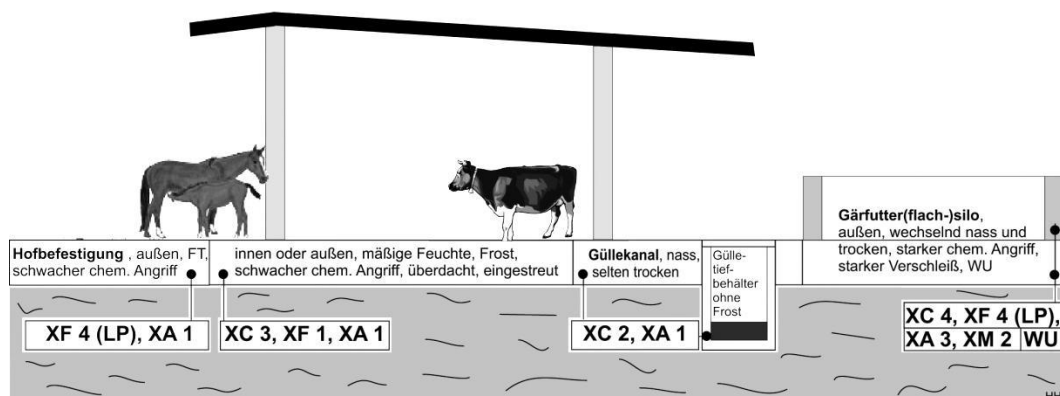 Hofbefestigung , außen, FT,
schwacher chem. Angriff
XF 4 (LP), XA 1
innen oder außen, mäßige Feuchte, Frost,
schwacher chem. Angriff, überdacht, eingestreut
XC 3, XF 1, XA 1
Güllekanal, nass,
selten trocken
XC 2, XA 1
Gülle-
tief-
behälter
ohne
Frost
Gärfutter(flach-)silo,
außen, wechselnd nass und
trocken, starker chem. Angriff,
starker Verschleiß, WU
XC 4, XF 4 (LP),
XA 3, XM 2 WU